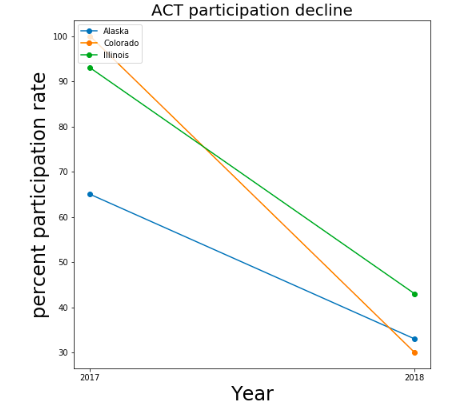 ACT participation decline
Alaska
Colorado
Illinois
100
90
80
70
60
50
40
30
percent participation rate
2017 2018
Year